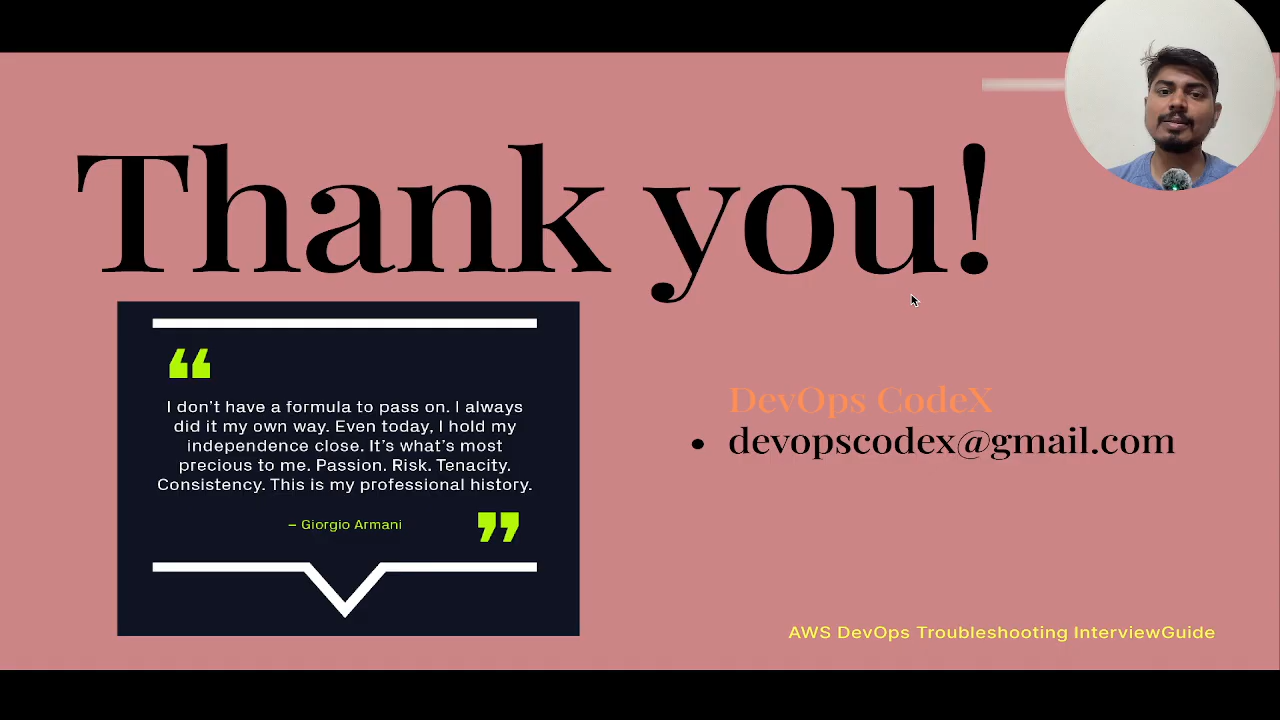 Thank you!
“
I don’t have a formula to pass on. I always
did it my own way. Even today, I hold my
independence close. It’s what’s most
precious to me. Passion. Risk. Tenacity.
Consistency. This is my professional history.
– Giorgio Armani
”
DevOps CodeX
• devopscodex@gmail.com
AWS DevOps Troubleshooting InterviewGuide